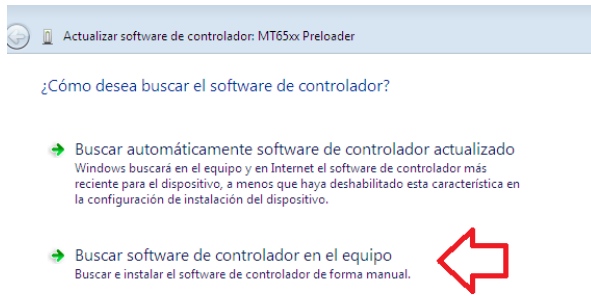 Actualizar software de controlador: MT65xx Preloader
¿Cómo desea buscar el software de controlador?
Buscar automáticamente software de controlador actualizado
Windows buscará en el equipo y en Internet el software de controlador más
reciente para el dispositivo, a menos que haya deshabilitado esta característica en
la configuración de instalación del dispositivo.
Buscar software de controlador en el equipo
Buscar e instalar el software de controlador de forma manual.